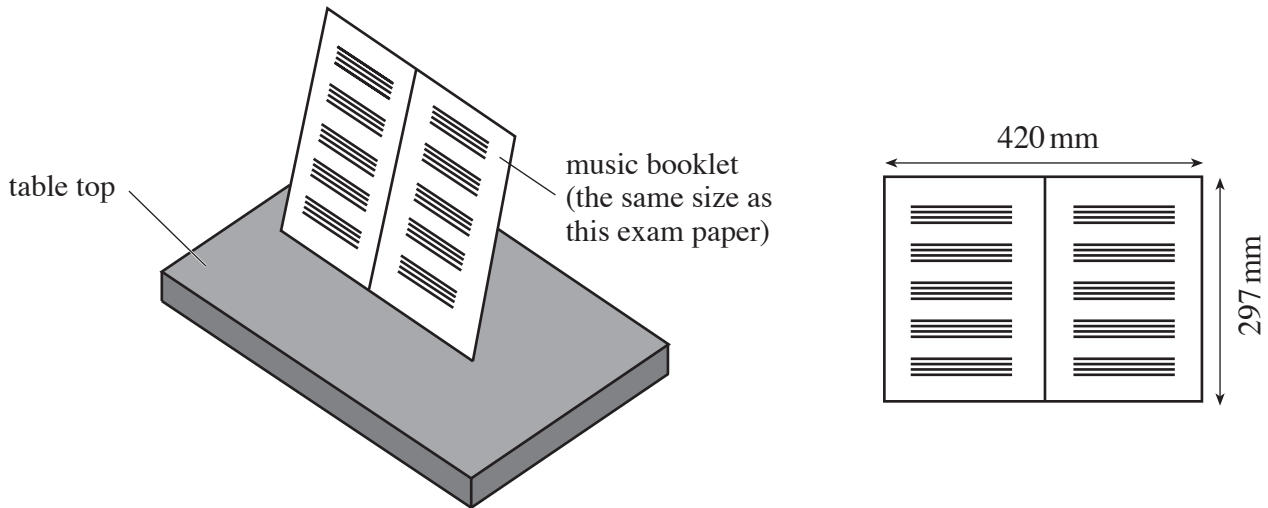 table top
music booklet
(the same size as
this exam paper)
420 mm
297 mm